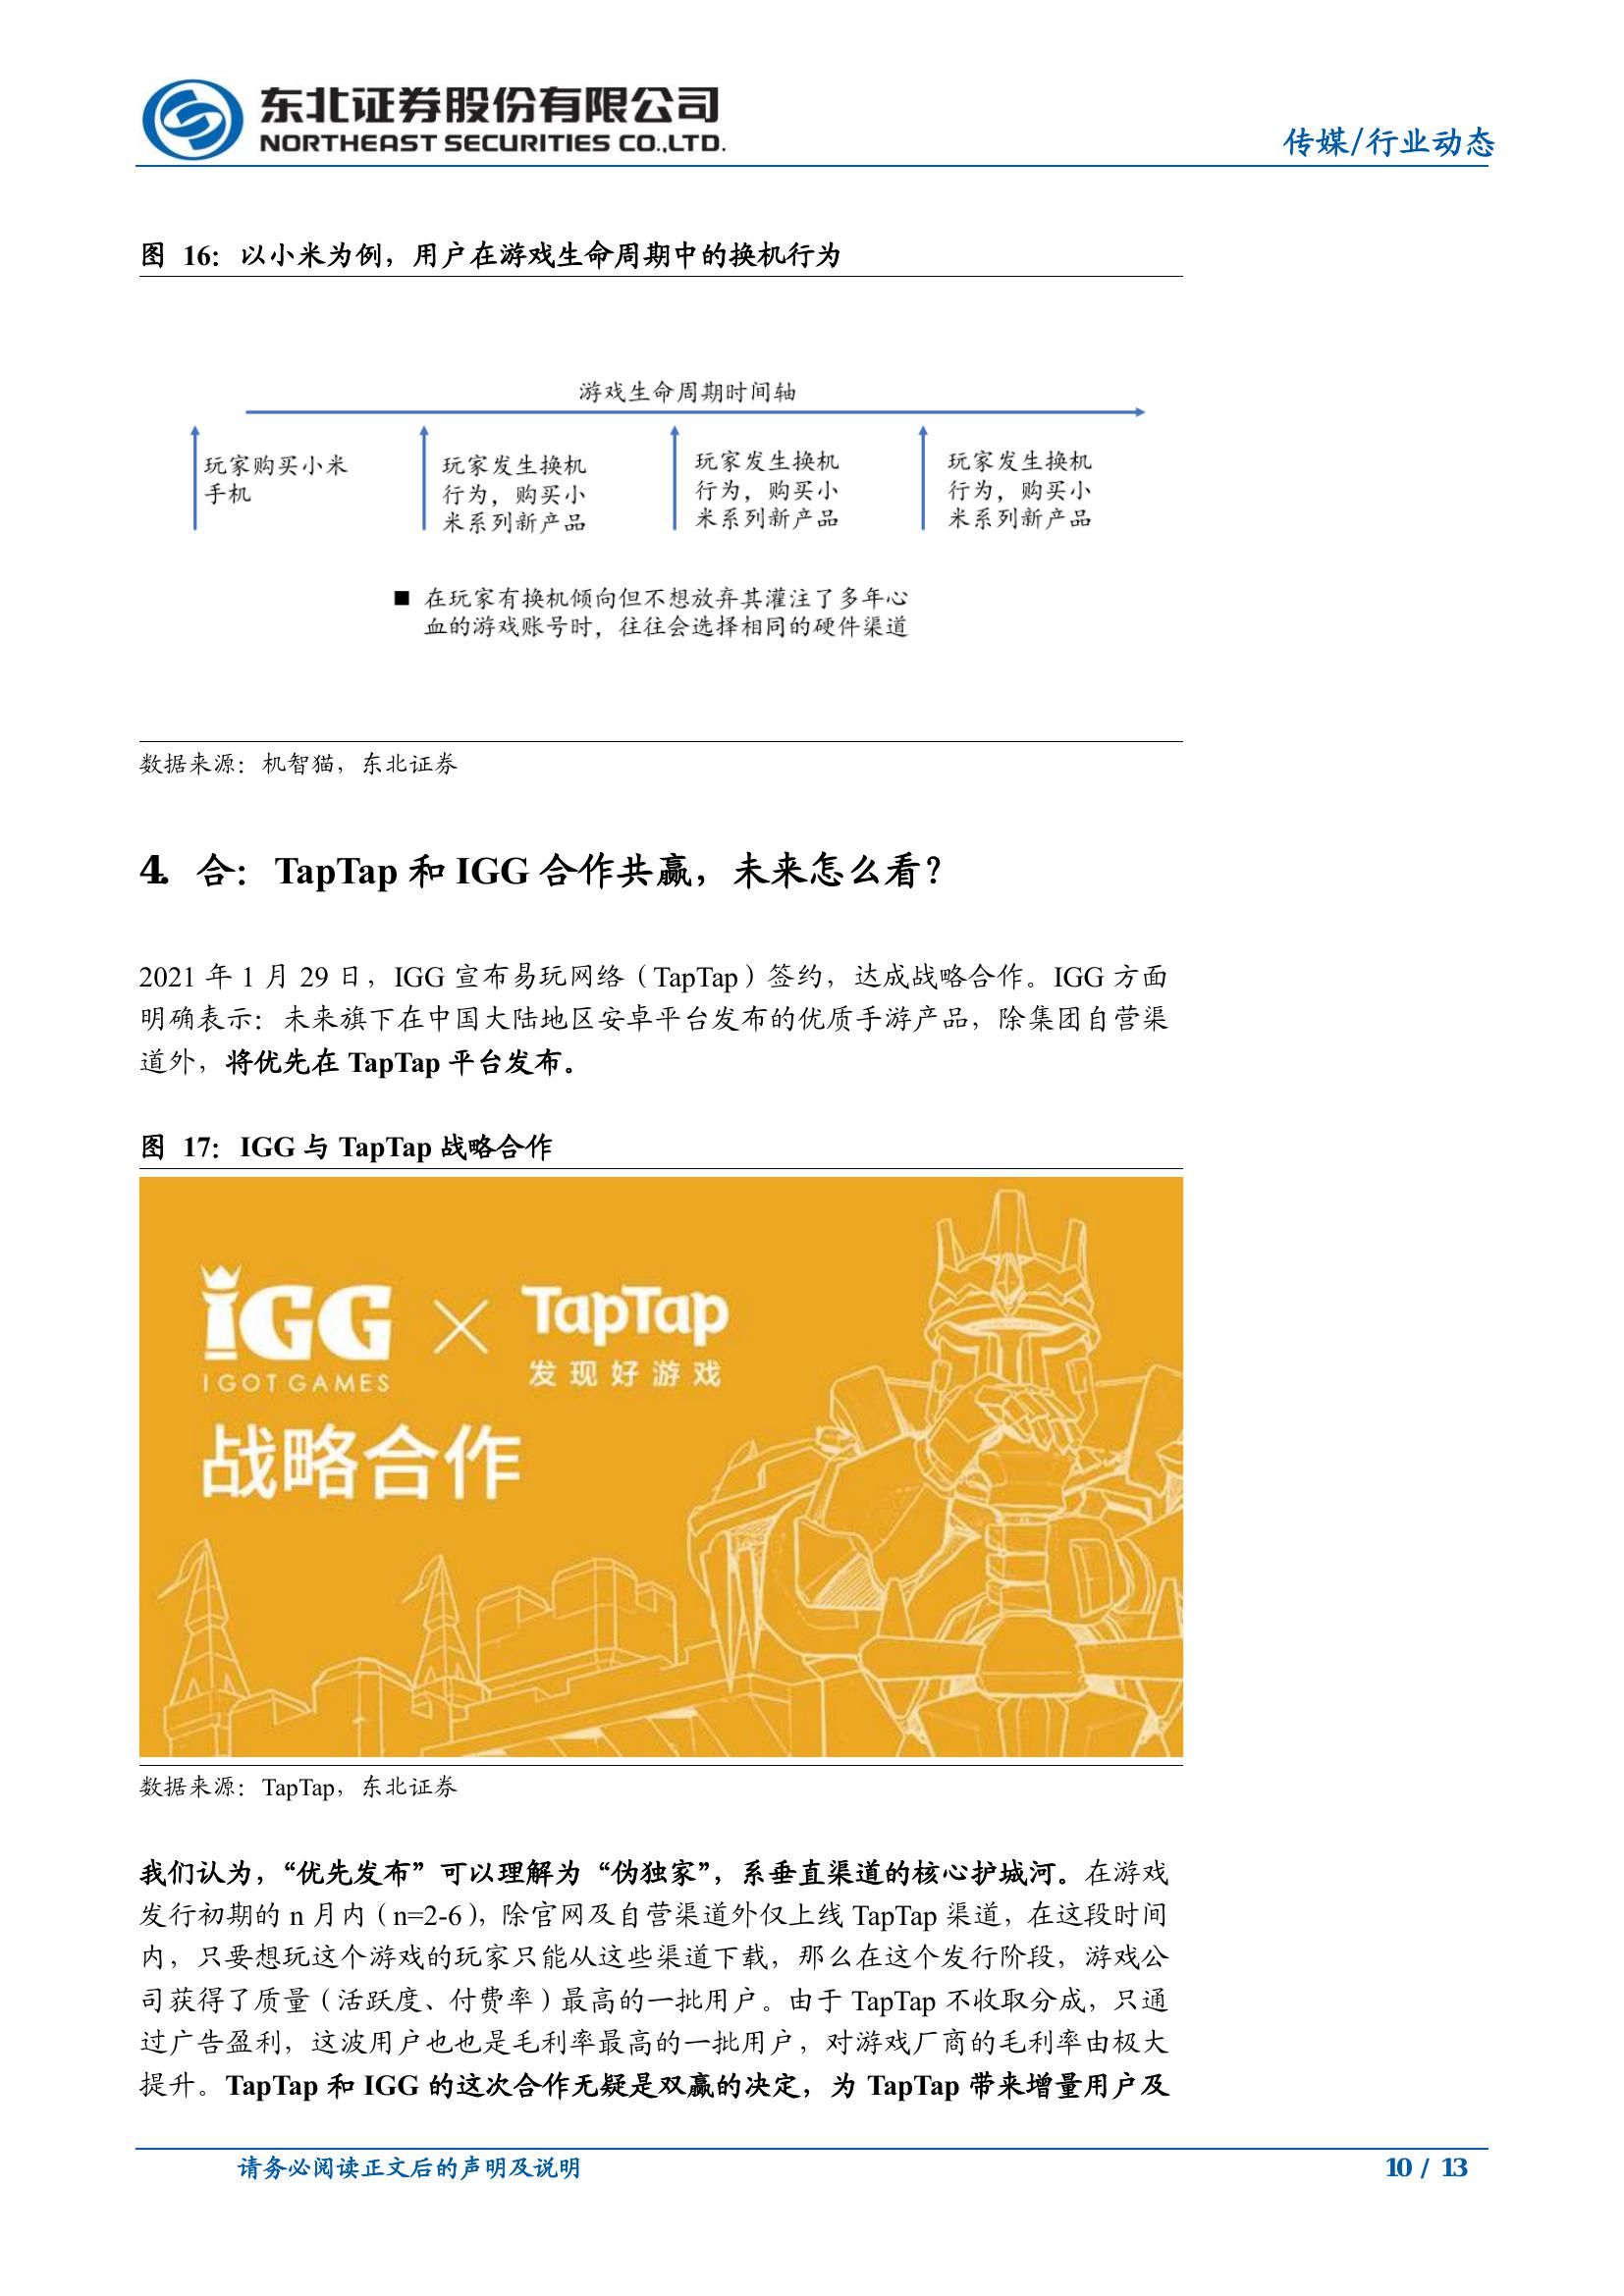 东北证券股份有限公司
NORTHEAST SECURITIES CO.,LTD.
传媒/行业动态
图 16：以小米为例，用户在游戏生命周期中的换机行为
游戏生命周期时间轴
玩家购买小米
手机
玩家发生换机
行为，购买小
米系列新产品
玩家发生换机
行为，购买小
米系列新产品
玩家发生换机
行为，购买小
米系列新产品
■ 在玩家有换机倾向但不想放弃其灌注了多年心
血的游戏账号时，往往会选择相同的硬件渠道
数据来源：机智猫，东北证券
4. 合：TapTap 和 IGG 合作共赢，未来怎么看？
2021 年 1 月 29 日，IGG 宣布易玩网络（TapTap）签约，达成战略合作。IGG 方面
明确表示：未来旗下在中国大陆地区安卓平台发布的优质手游产品，除集团自营渠
道外，将优先在 TapTap 平台发布。
图 17：IGG 与 TapTap 战略合作
IGG × TapTap
I GOT GAMES 发现好游戏
战略合作
数据来源：TapTap，东北证券
我们认为，“优先发布”可以理解为“伪独家”，系垂直渠道的核心护城河。在游戏
发行初期的 n 月内（n=2-6），除官网及自营渠道外仅上线 TapTap 渠道，在这段时间
内，只要想玩这个游戏的玩家只能从这些渠道下载，那么在这个发行阶段，游戏公
司获得了质量（活跃度、付费率）最高的一批用户。由于 TapTap 不收取分成，只通
过广告盈利，这波用户也也是毛利率最高的一批用户，对游戏厂商的毛利率由极大
提升。TapTap 和 IGG 的这次合作无疑是双赢的决定，为 TapTap 带来增量用户及
请务必阅读正文后的声明及说明
10 / 13